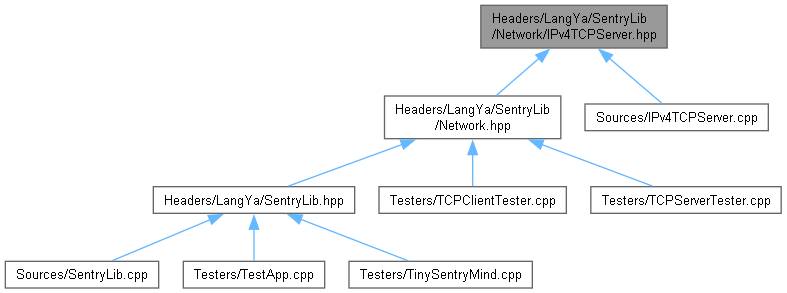 Headers/LangYa/SentryLib
/Network/IPv4TCPServer.hpp
Headers/LangYa/SentryLib
/Network.hpp
Sources/IPv4TCPServer.cpp
Headers/LangYa/SentryLib.hpp
Testers/TCPClientTester.cpp
Testers/TCPServerTester.cpp
Sources/SentryLib.cpp
Testers/TestApp.cpp
Testers/TinySentryMind.cpp